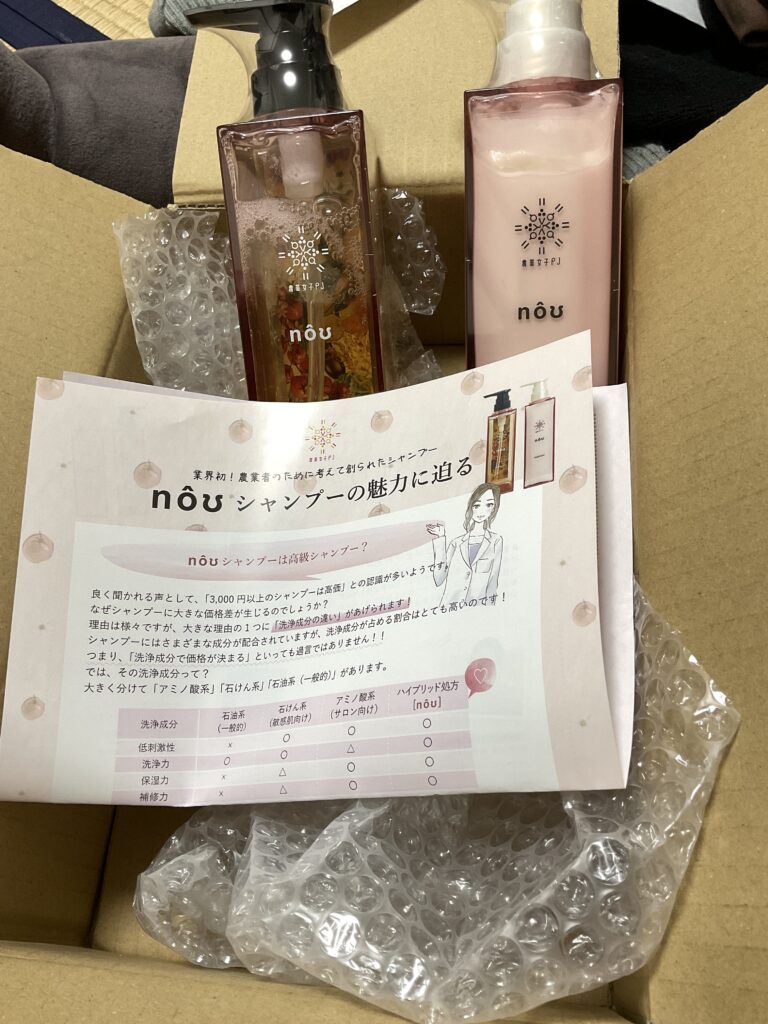 農業女子PJ
nôʊ
農業女子PJ
nôʊ
農業女子PJ
業界初！農業者のために考えて創られたシャンプー
nôʊ シャンプーの魅力に迫る
nôʊ
nôʊ シャンプーは高級シャンプー？
良く聞かれる声として、「3,000 円以上のシャンプーは高価」との認識が多いようです。
なぜシャンプーに大きな価格差が生じるのでしょうか？
理由は様々ですが、大きな理由の１つに「洗浄成分の違い」があげられます！
シャンプーにはさまざまな成分が配合されていますが、洗浄成分が占める割合はとても高いのです！
つまり、「洗浄成分で価格が決まる」といっても過言ではありません！！
では、その洗浄成分って？
大きく分けて「アミノ酸系」「石けん系」「石油系（一般的）」があります。
洗浄成分 石油系（一般的） 石けん系（敏感肌向け） アミノ酸系（サロン向け） ハイブリッド処方［nôʊ］
低刺激性 × ○ ○ ○
洗浄力 ○ ○ △ ○
保湿力 × △ ○ ○
補修力 × △ ○ ○